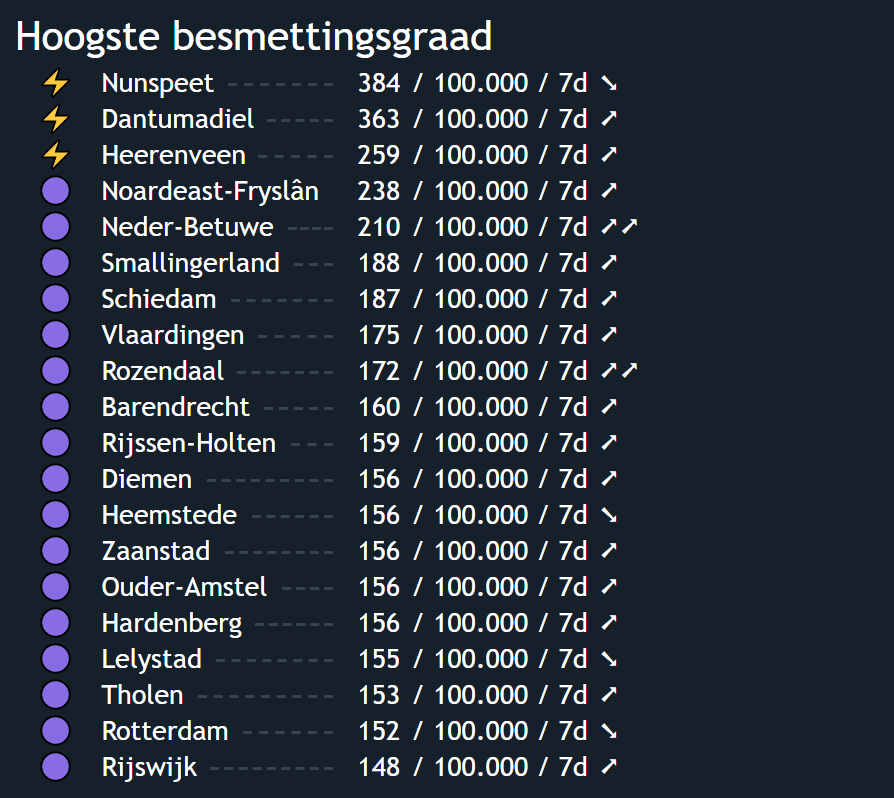 Hoogste besmettingsgraad
⚡ Nunspeet 384 / 100.000 / 7d ➘
⚡ Dantumadiel 363 / 100.000 / 7d ➚
⚡ Heerenveen 259 / 100.000 / 7d ➚
Noardeast-Fryslân 238 / 100.000 / 7d ➚
Neder-Betuwe 210 / 100.000 / 7d ➚➚
Smallingerland 188 / 100.000 / 7d ➚
Schiedam 187 / 100.000 / 7d ➚
Vlaardingen 175 / 100.000 / 7d ➚
Rozendaal 172 / 100.000 / 7d ➚➚
Barendrecht 160 / 100.000 / 7d ➚
Rijssen-Holten 159 / 100.000 / 7d ➚
Diemen 156 / 100.000 / 7d ➚
Heemstede 156 / 100.000 / 7d ➘
Zaanstad 156 / 100.000 / 7d ➚
Ouder-Amstel 156 / 100.000 / 7d ➚
Hardenberg 156 / 100.000 / 7d ➚
Lelystad 155 / 100.000 / 7d ➘
Tholen 153 / 100.000 / 7d ➚
Rotterdam 152 / 100.000 / 7d ➘
Rijswijk 148 / 100.000 / 7d ➚